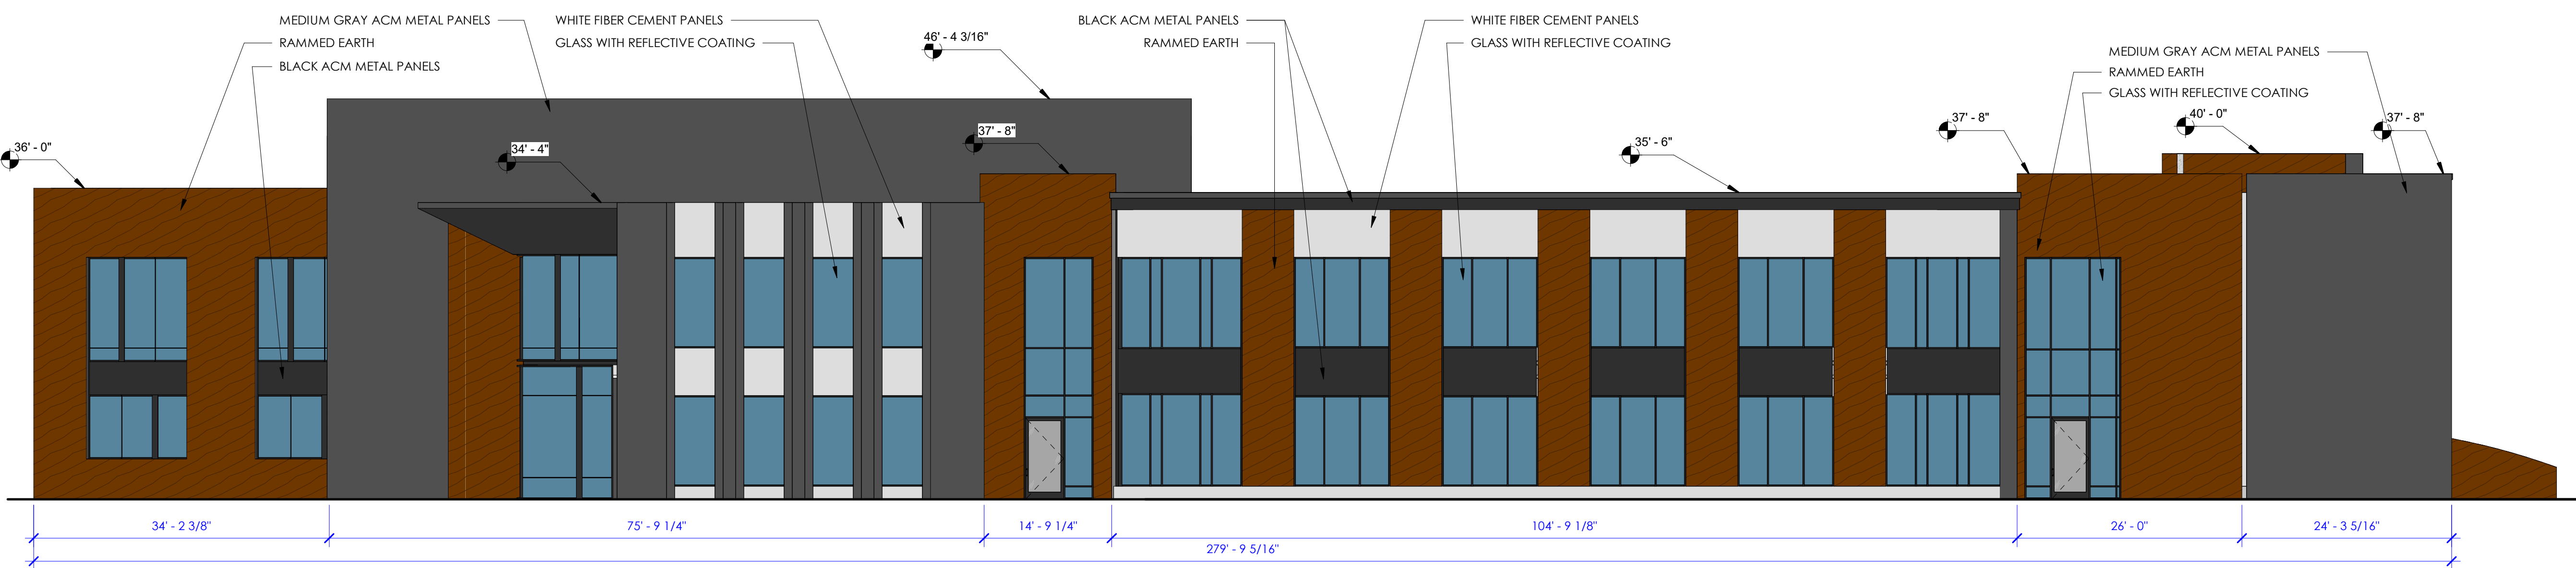 MEDIUM GRAY ACM METAL PANELS
RAMMED EARTH
BLACK ACM METAL PANELS
WHITE FIBER CEMENT PANELS
GLASS WITH REFLECTIVE COATING
46' - 4 3/16"
BLACK ACM METAL PANELS
RAMMED EARTH
WHITE FIBER CEMENT PANELS
GLASS WITH REFLECTIVE COATING
MEDIUM GRAY ACM METAL PANELS
RAMMED EARTH
GLASS WITH REFLECTIVE COATING
36' - 0"
34' - 4"
37' - 8"
35' - 6"
37' - 8"
40' - 0"
37' - 8"
34' - 2 3/8"
75' - 9 1/4"
14' - 9 1/4"
104' - 9 1/8"
26' - 0"
24' - 3 5/16"
279' - 9 5/16"